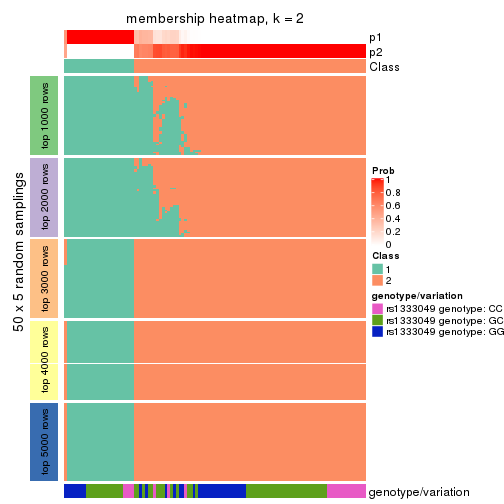 membership heatmap, k = 2
p1
p2
Class
50 x 5 random samplings
top 1000 rows
top 2000 rows
top 3000 rows
top 4000 rows
top 5000 rows
Prob
1
0.8
0.6
0.4
0.2
0
Class
1
2
genotype/variation
rs1333049 genotype: CC
rs1333049 genotype: GC
rs1333049 genotype: GG
genotype/variation